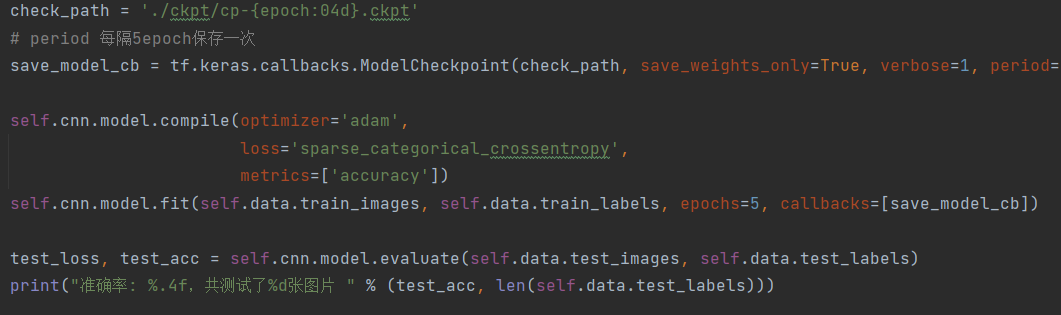 check_path = './ckpt/cp-{epoch:04d}.ckpt'
# period 每隔5epoch保存一次
save_model_cb = tf.keras.callbacks.ModelCheckpoint(check_path, save_weights_only=True, verbose=1, period=
self.cnn.model.compile(optimizer='adam',
loss='sparse_categorical_crossentropy',
metrics=['accuracy'])
self.cnn.model.fit(self.data.train_images, self.data.train_labels, epochs=5, callbacks=[save_model_cb])
test_loss, test_acc = self.cnn.model.evaluate(self.data.test_images, self.data.test_labels)
print("准确率: %.4f，共测试了%d张图片 " % (test_acc, len(self.data.test_labels)))